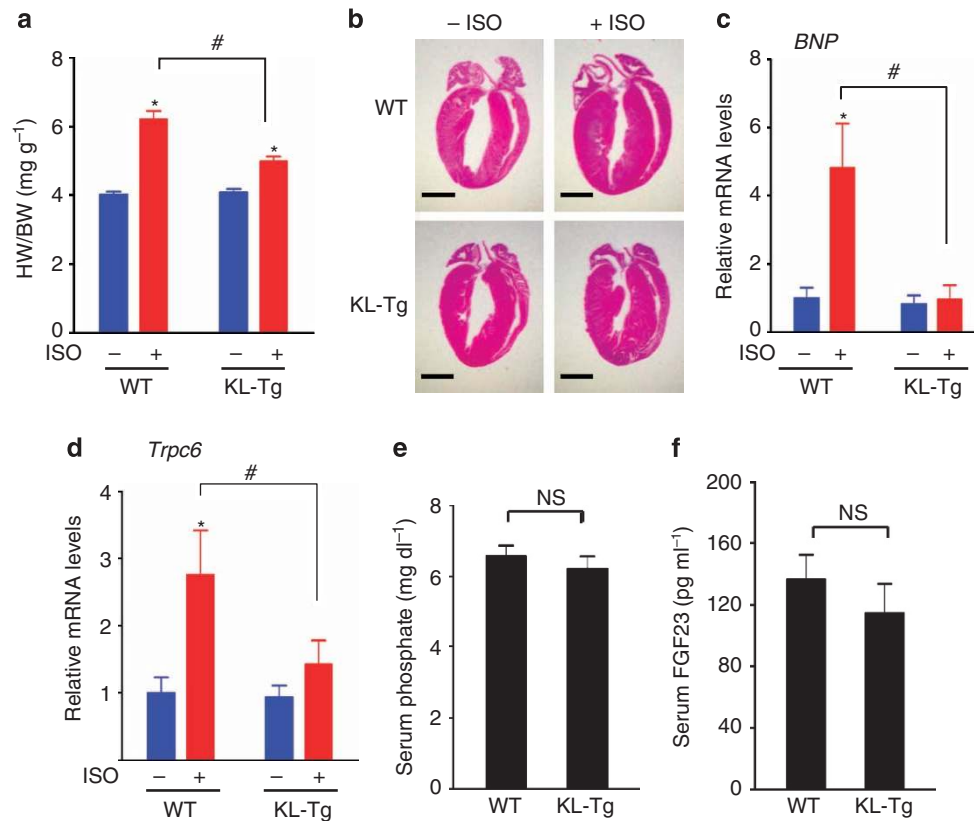 a
#
HW/BW (mg g⁻¹)
8
6
4
2
0
*
*
ISO
– + – +
WT KL-Tg
b
– ISO + ISO
WT
KL-Tg
c
BNP
#
Relative mRNA levels
8
6
4
2
0
*
ISO
– + – +
WT KL-Tg
d
Trpc6
#
Relative mRNA levels
4
3
2
1
*
ISO
– + – +
WT KL-Tg
e
NS
Serum phosphate (mg dl⁻¹)
8
6
4
2
0
WT KL-Tg
f
NS
Serum FGF23 (pg ml⁻¹)
200
160
120
80
40
0
WT KL-Tg